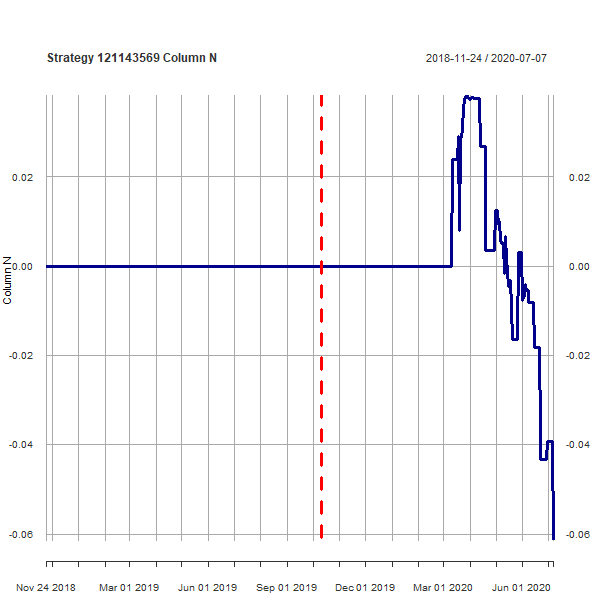 Strategy 121143569 Column N
2018-11-24 / 2020-07-07
0.02
0.02
0.00
0.00
-0.02
-0.02
-0.04
-0.04
-0.06
-0.06
Column N
Nov 24 2018
Mar 01 2019
Jun 01 2019
Sep 01 2019
Dec 01 2019
Mar 01 2020
Jun 01 2020